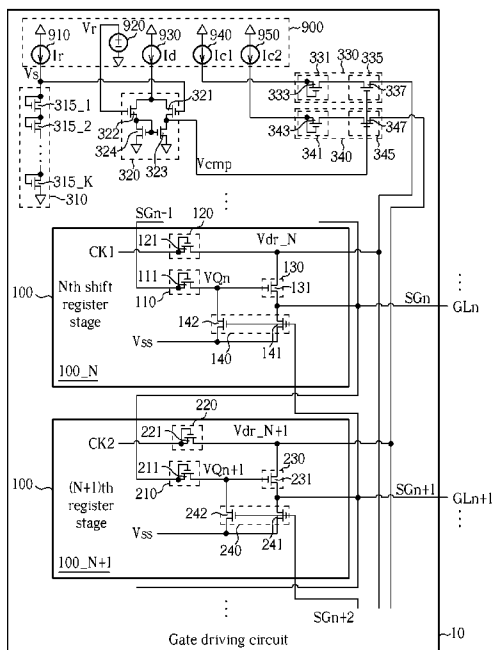 910 Vr 920 930 940 950 900
Ir Id Ic1 Ic2
Vs
331 330 335
315_1
315_2
315_K
310
321
322
324
323
320
Vcmp
333 337
343 347
341 340 345
SGn-1
120
CK1 121 Vdr_N
130
131
111
110
VQn
SGn
GLn
100
Nth shift
register
stage
142
141
140
Vss
100_N
220
CK2 221 Vdr_N+1
230
231
211
210
VQn+1
SGn+1
GLn+1
100
(N+1)th
register
stage
242
241
240
Vss
100_N+1
SGn+2
Gate driving circuit
10